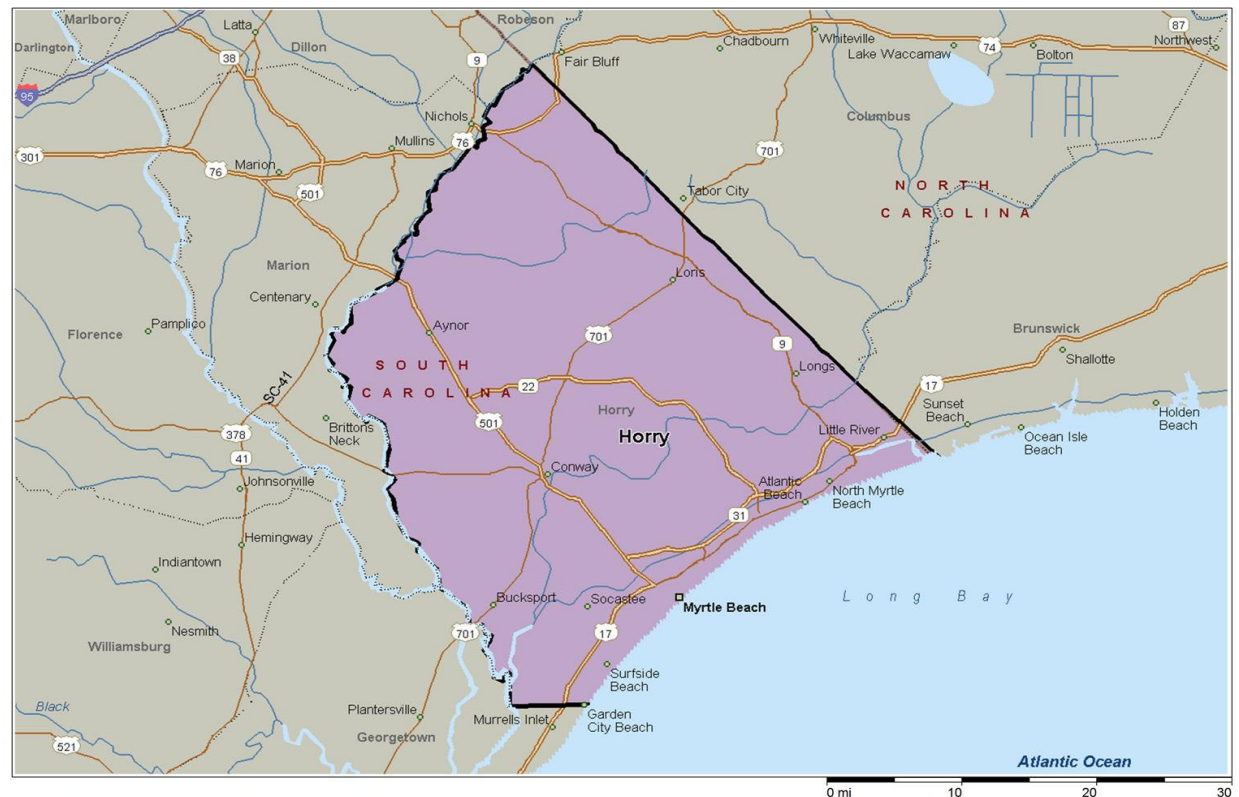 Marlboro
Latta
Robeson
87
Darlington
Dillon
Chadbourn
Whiteville
Northwest
38
9
Fair Bluff
Lake Waccamaw
74
Bolton
95
Nichols
Columbus
301
76
Mullins
76
701
Marion
501
Tabor City
NORTH
CAROLINA
Marion
Loris
Centenary
Pamplico
Florence
Aynor
701
9
Brunswick
Shallotte
SOUTH
CAROLINA
22
Longs
17
SC-41
Horry
Sunset
Beach
Holden
Beach
378
Brittons
Neck
501
Horry
Little River
Ocean Isle
Beach
41
Conway
Johnsonville
Atlantic
Beach
North Myrtle
Beach
31
Hemingway
Indiantown
Bucksport
Socastee
Myrtle Beach
Long Bay
Nesmith
701
17
Williamsburg
Surfside
Beach
Black
Plantersville
Murrells Inlet
Garden
City Beach
Georgetown
521
Atlantic Ocean
0 mi 10 20 30